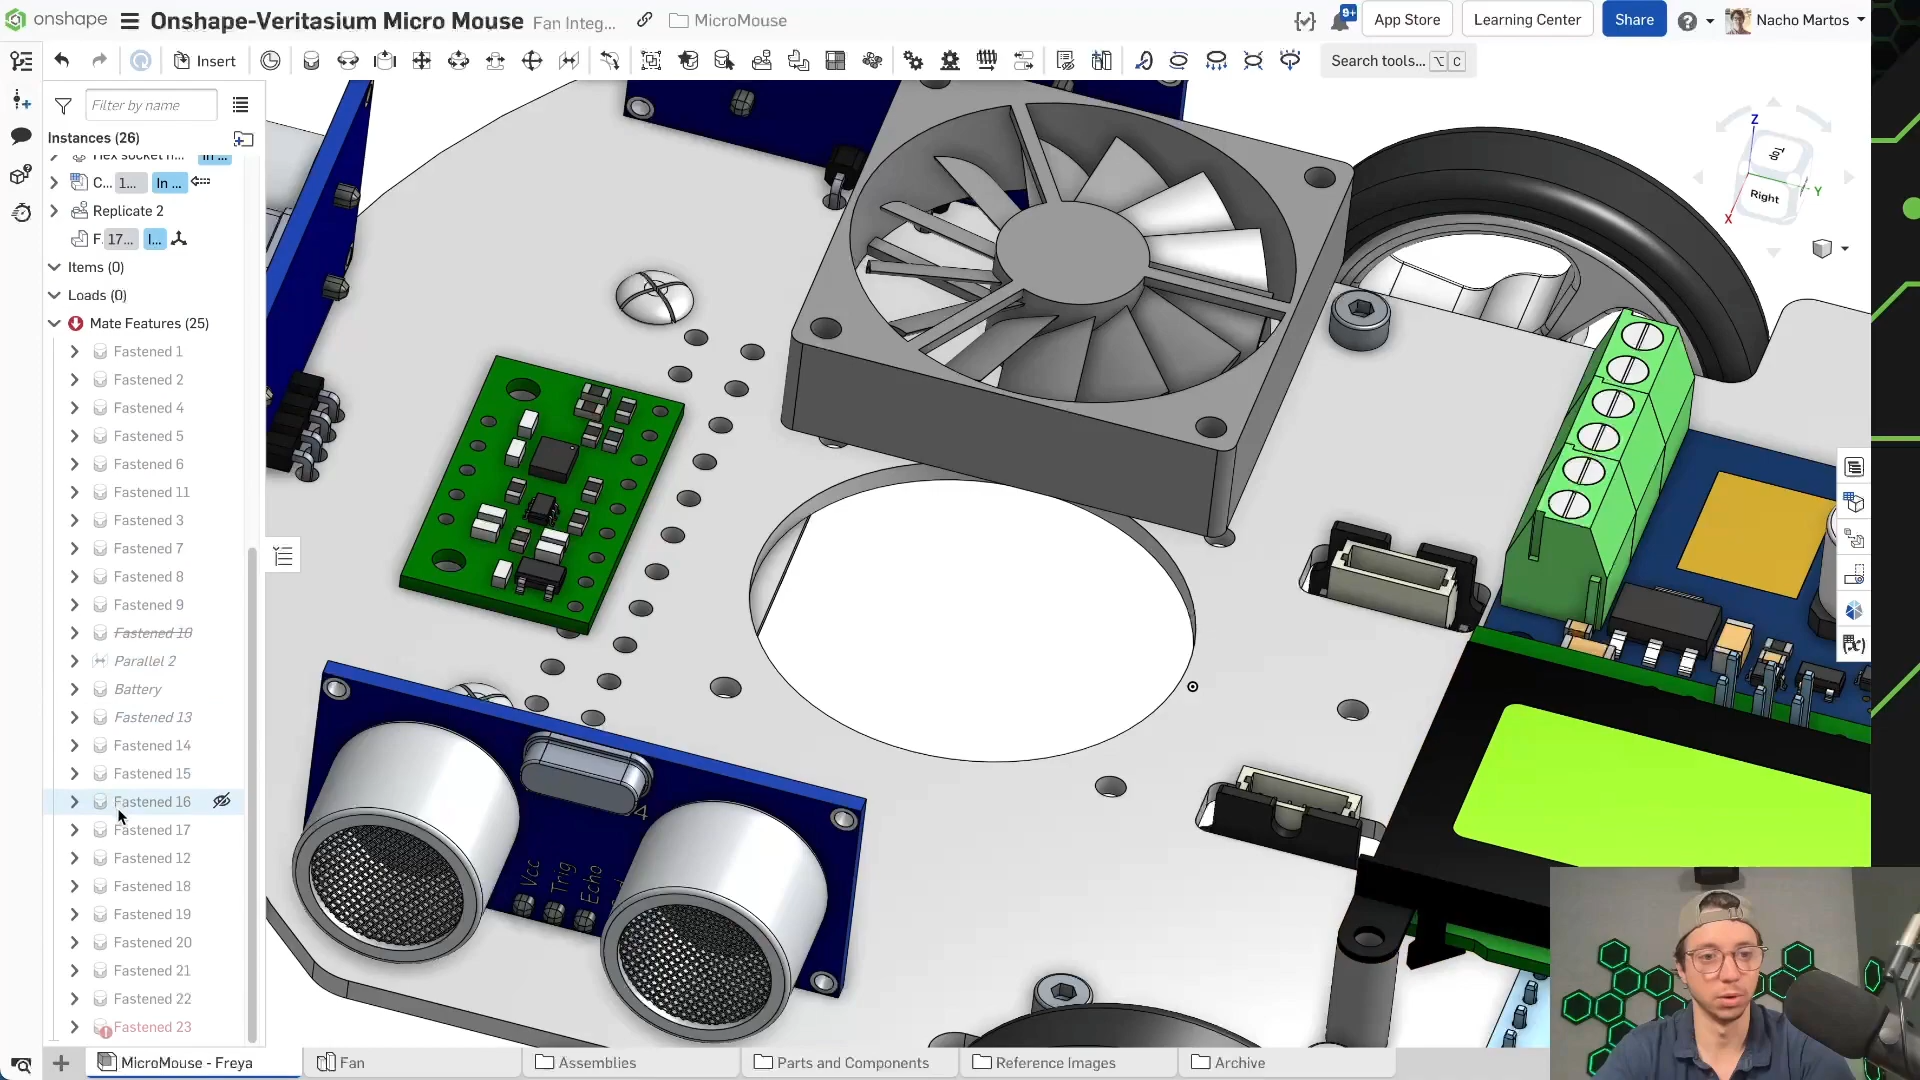 onshape
Onshape-Veritasium Micro Mouse
Fan Integ...
MicroMouse
9+
App Store
Learning Center
Share
Nacho Martos
Insert
Search tools...
⌥ C
Filter by name
Instances (26)
C... 1... In ...
Replicate 2
F. 17... I...
Items (0)
Loads (0)
Mate Features (25)
Fastened 1
Fastened 2
Fastened 4
Fastened 5
Fastened 6
Fastened 11
Fastened 3
Fastened 7
Fastened 8
Fastened 9
Fastened 10
Parallel 2
Battery
Fastened 13
Fastened 14
Fastened 15
Fastened 16
Fastened 17
Fastened 12
Fastened 18
Fastened 19
Fastened 20
Fastened 21
Fastened 22
Fastened 23
Z
Top
Right
Y
X
4
Vcc
Trig
Echo
MicroMouse - Freya
Fan
Assemblies
Parts and Components
Reference Images
Archive